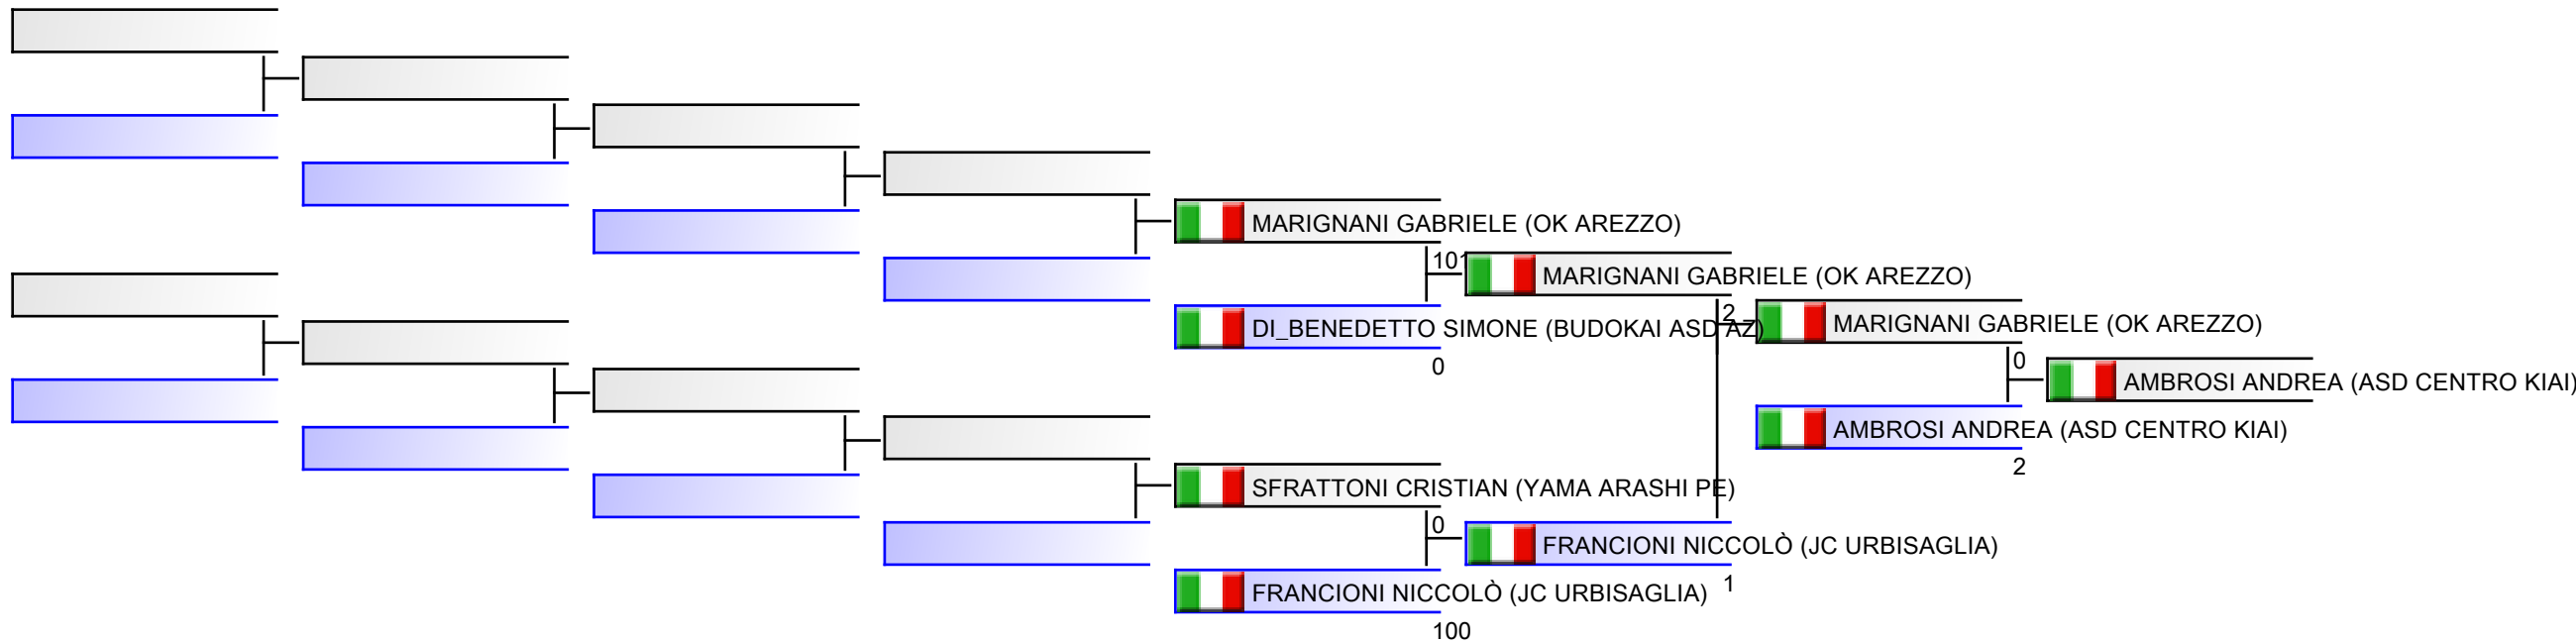 MARIGNANI GABRIELE (OK AREZZO)
101
MARIGNANI GABRIELE (OK AREZZO)
DI_BENEDETTO SIMONE (BUDOKAI ASD AZ)
0
2
MARIGNANI GABRIELE (OK AREZZO)
0
AMBROSI ANDREA (ASD CENTRO KIAI)
AMBROSI ANDREA (ASD CENTRO KIAI)
2
SFRATTONI CRISTIAN (YAMA ARASHI PE)
0
FRANCIONI NICCOLÒ (JC URBISAGLIA)
1
FRANCIONI NICCOLÒ (JC URBISAGLIA)
100